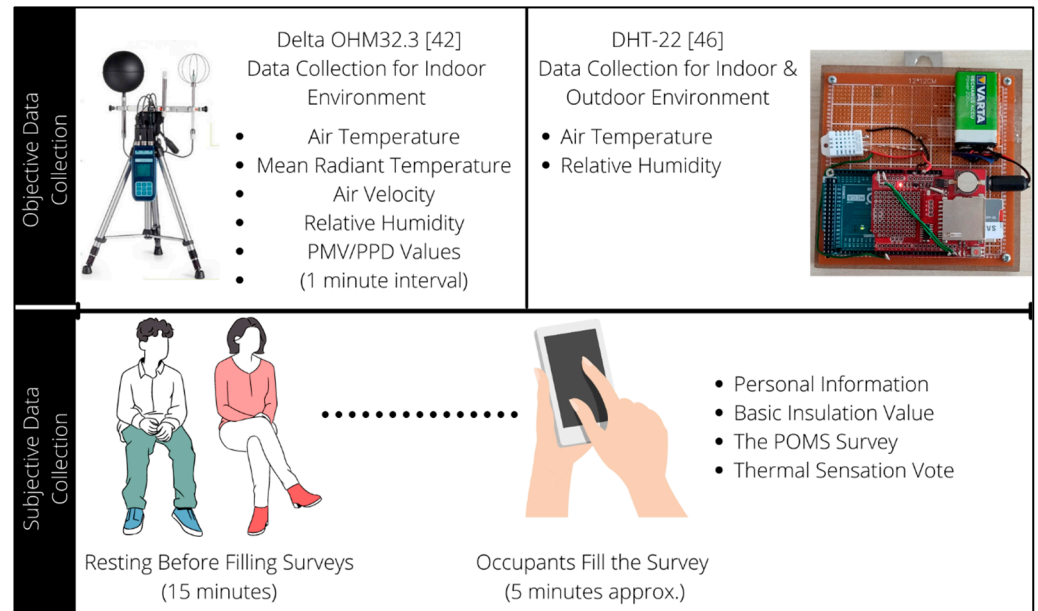 Objective Data
Collection
Delta OHM32.3 [42]
Data Collection for Indoor
Environment
• Air Temperature
• Mean Radiant Temperature
• Air Velocity
• Relative Humidity
• PMV/PPD Values
• (1 minute interval)
DHT-22 [46]
Data Collection for Indoor &
Outdoor Environment
• Air Temperature
• Relative Humidity
VARTA
Subjective Data
Collection
Resting Before Filling Surveys
(15 minutes)
Occupants Fill the Survey
(5 minutes approx.)
• Personal Information
• Basic Insulation Value
• The POMS Survey
• Thermal Sensation Vote